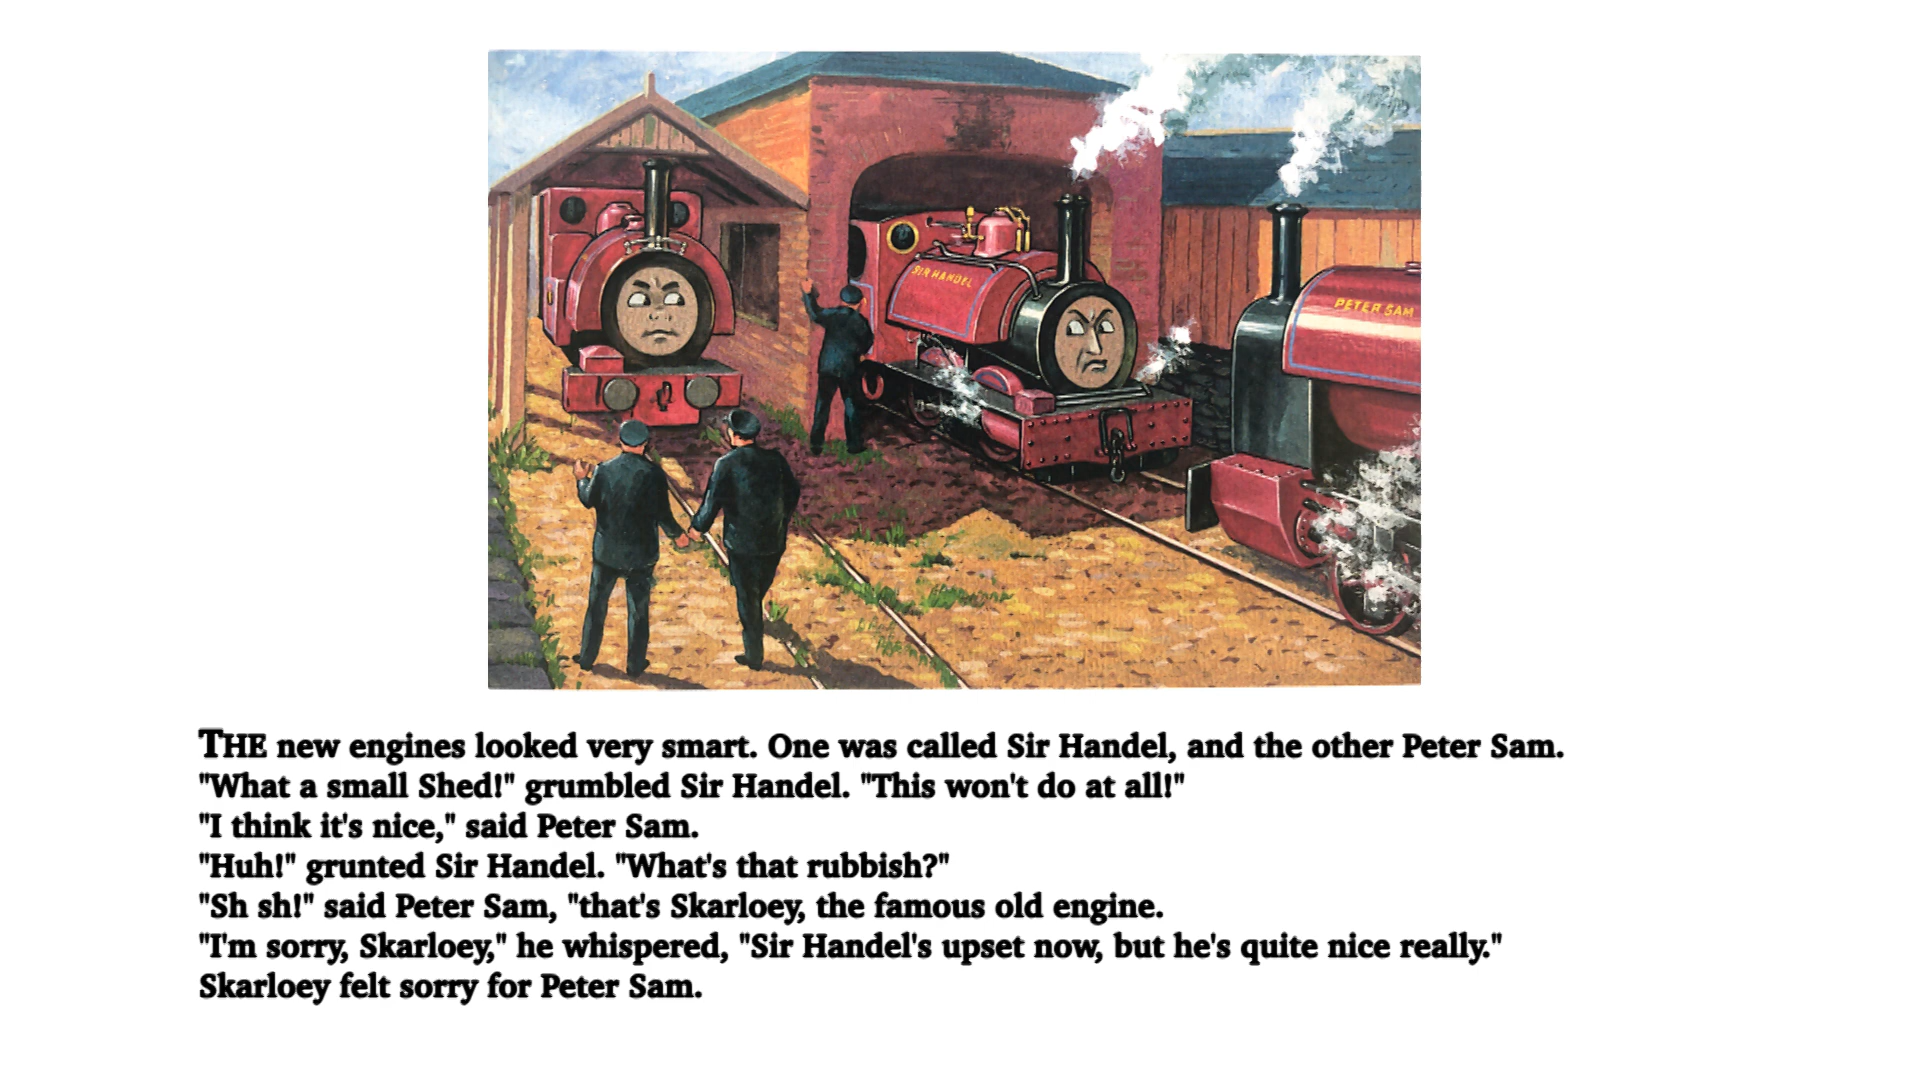 SIR HANDEL
PETER SAM
THE new engines looked very smart. One was called Sir Handel, and the other Peter Sam.
"What a small Shed!" grumbled Sir Handel. "This won't do at all!"
"I think it's nice," said Peter Sam.
"Huh!" grunted Sir Handel. "What's that rubbish?"
"Sh sh!" said Peter Sam, "that's Skarloey, the famous old engine.
"I'm sorry, Skarloey," he whispered, "Sir Handel's upset now, but he's quite nice really."
Skarloey felt sorry for Peter Sam.